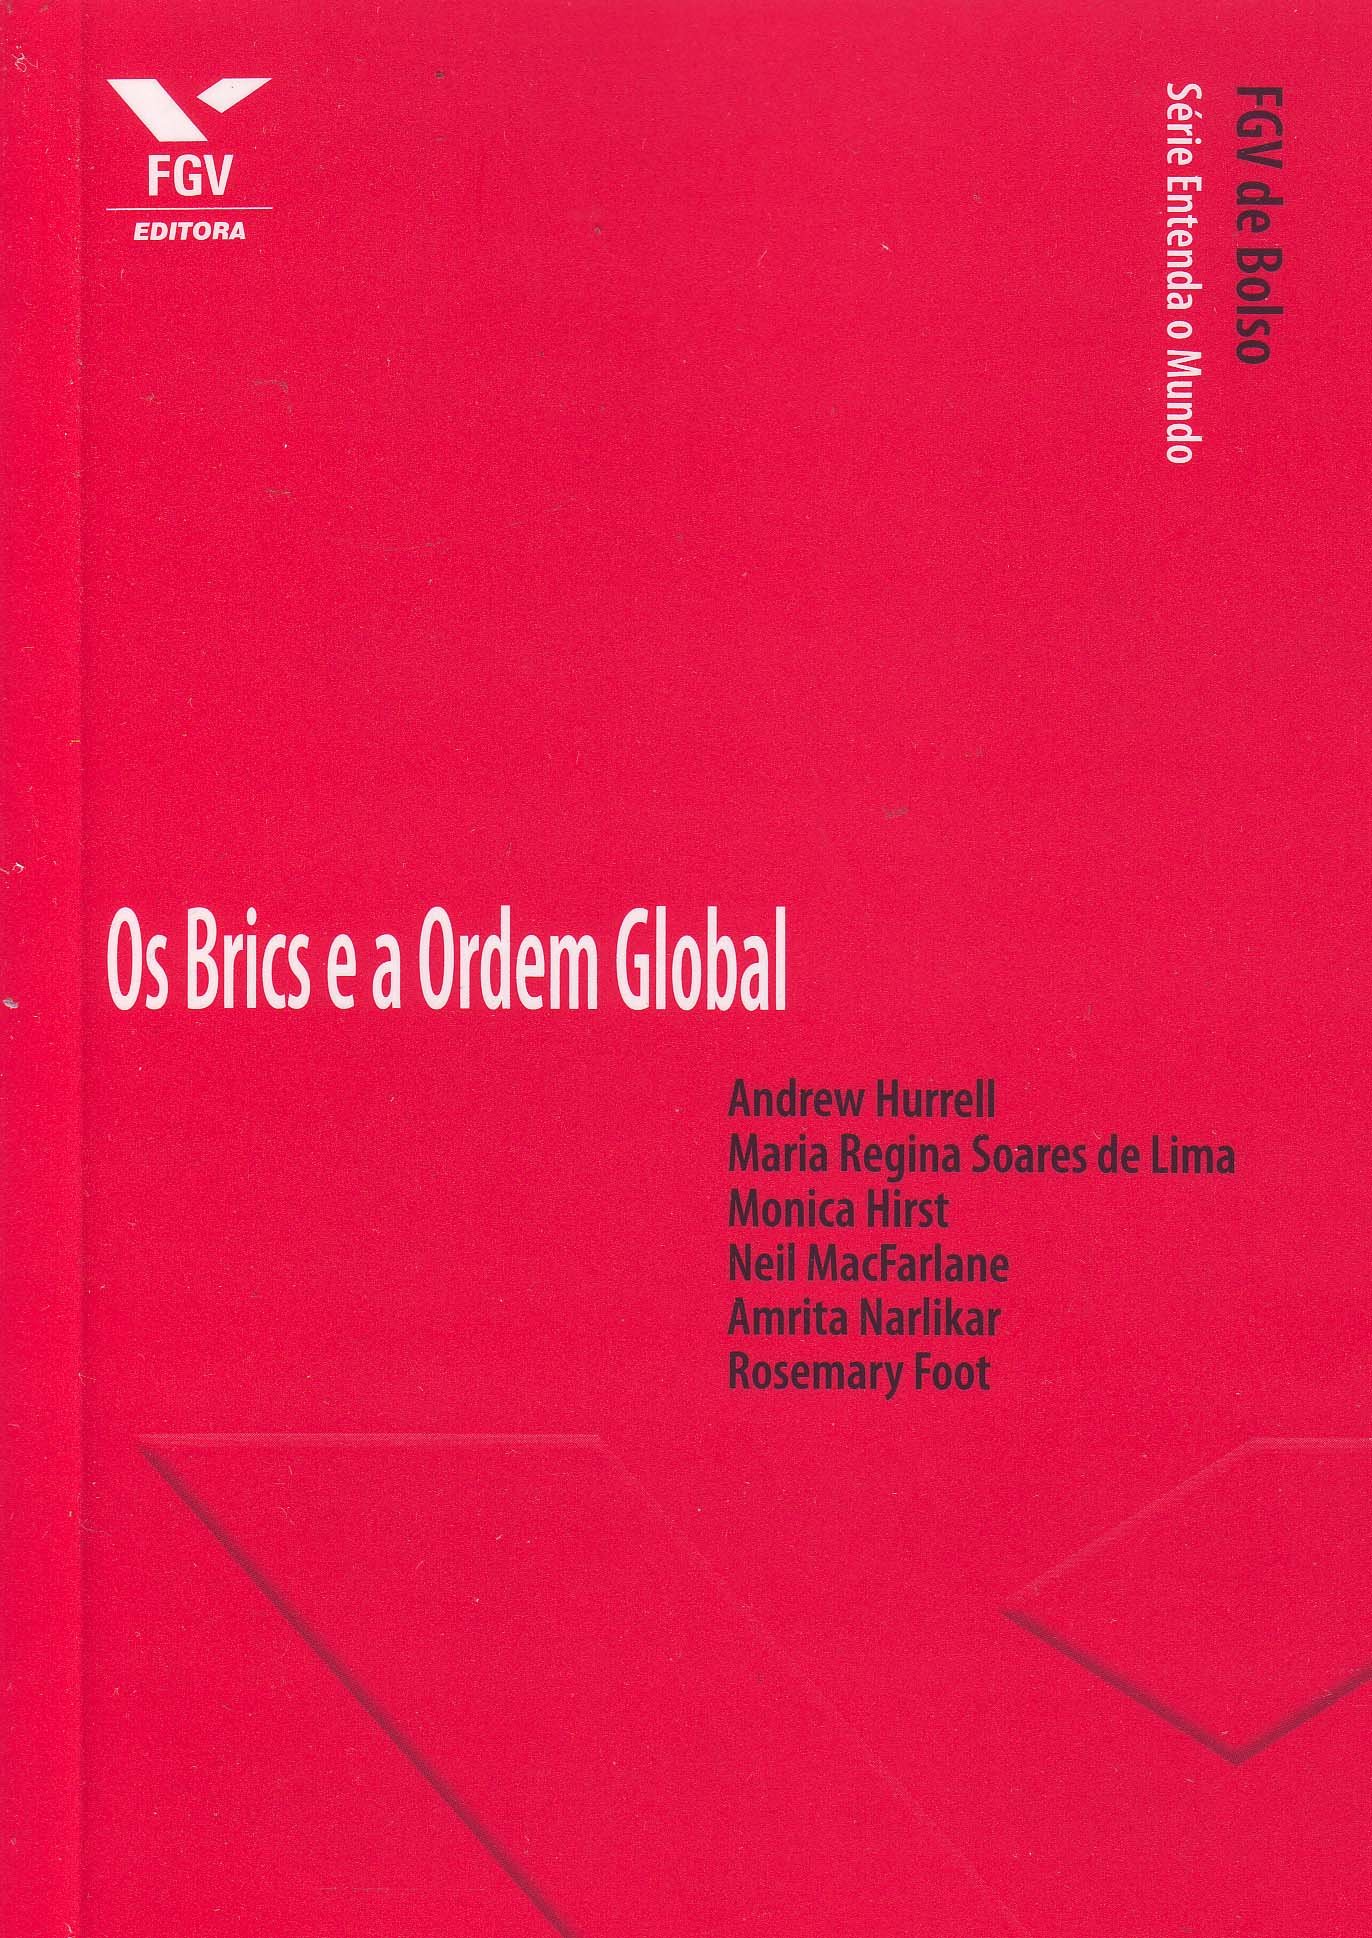 FGV
EDITORA
FGV de Bolso
Série Entenda o Mundo
Os Brics e a Ordem Global
Andrew Hurrell
Maria Regina Soares de Lima
Monica Hirst
Neil MacFarlane
Amrita Narlikar
Rosemary Foot